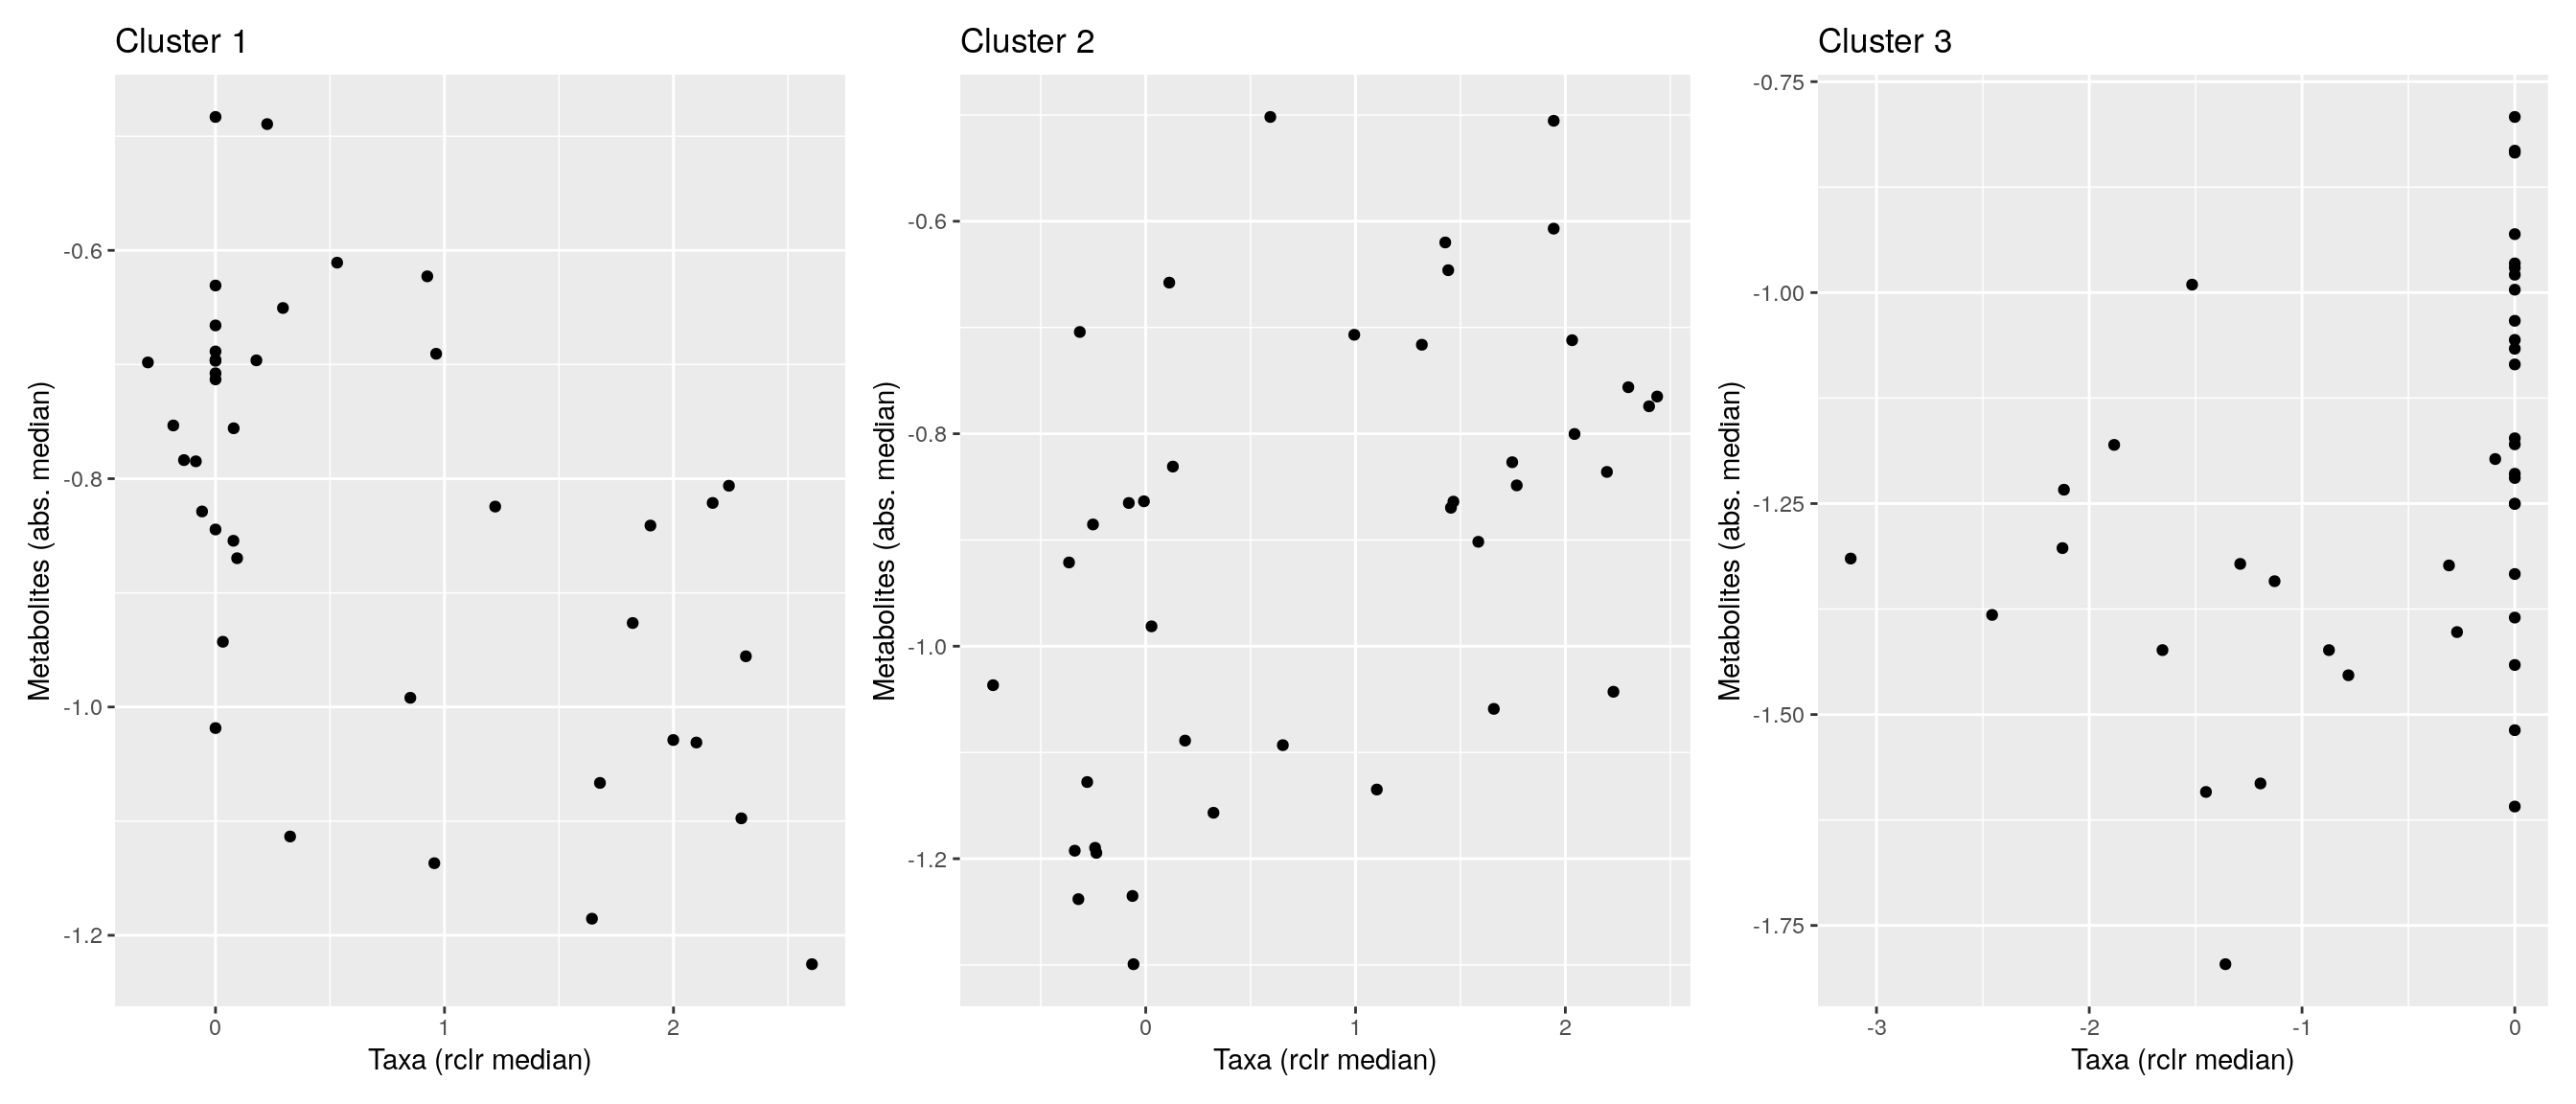 Cluster 1
Metabolites (abs. median)
-0.6
-0.8
-1.0
-1.2
0 1 2
Taxa (rclr median)
Cluster 2
Metabolites (abs. median)
-0.6
-0.8
-1.0
-1.2
0 1 2
Taxa (rclr median)
Cluster 3
Metabolites (abs. median)
-0.75
-1.00
-1.25
-1.50
-1.75
-3 -2 -1 0
Taxa (rclr median)